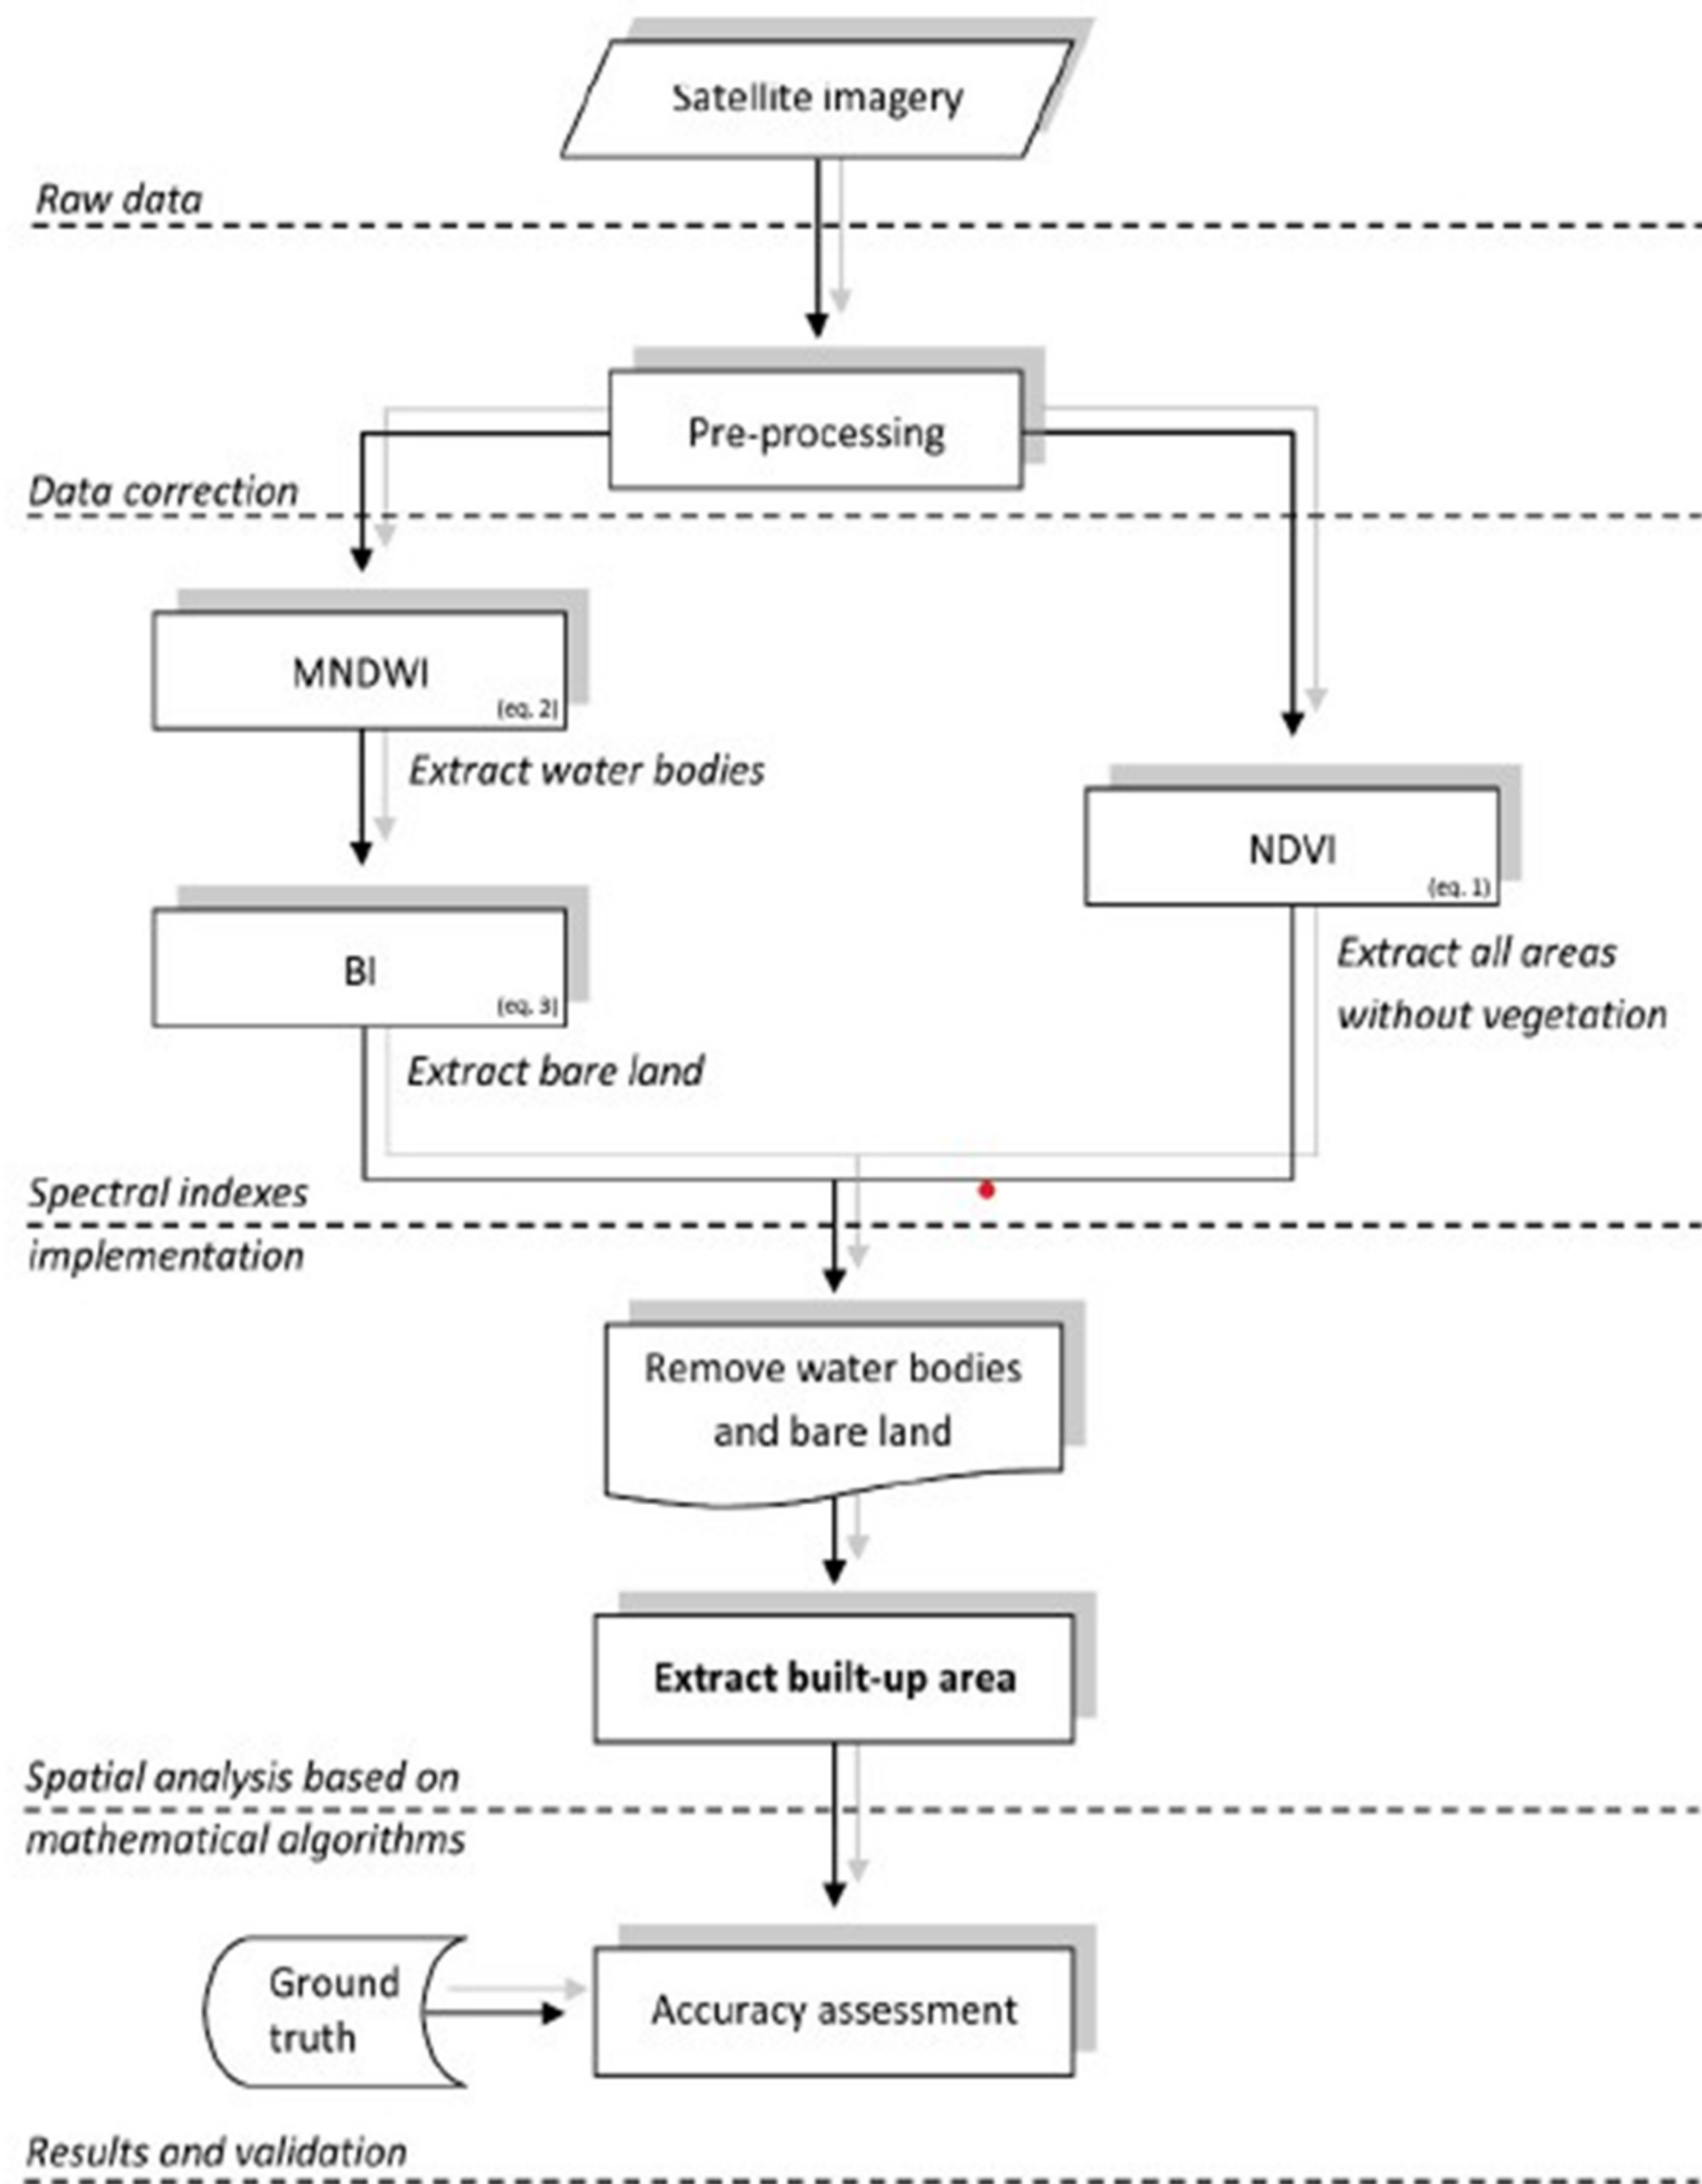 Satellite imagery
Raw data
Pre-processing
Data correction
MNDWI
(eq. 2)
Extract water bodies
NDVI
(eq. 1)
BI
(eq. 3)
Extract all areas
without vegetation
Extract bare land
Spectral indexes
implementation
Remove water bodies
and bare land
Extract built-up area
Spatial analysis based on
mathematical algorithms
Ground
truth
Accuracy assessment
Results and validation